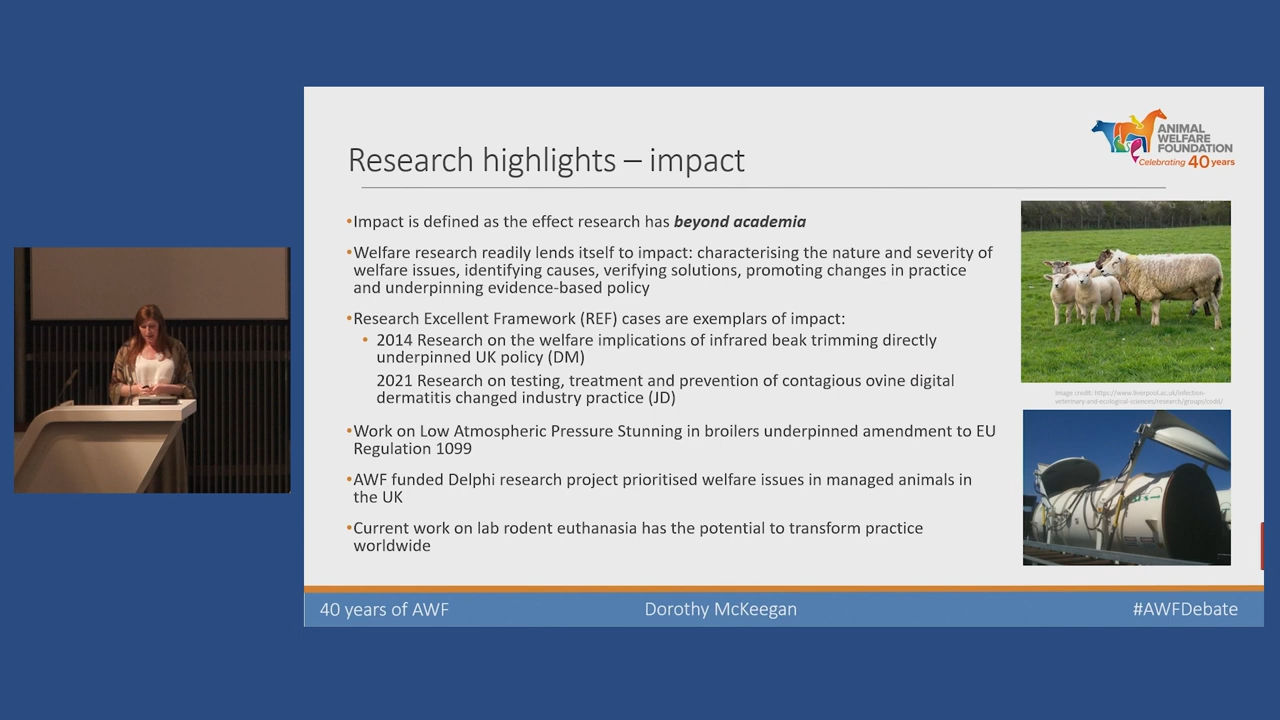 ANIMAL
WELFARE
FOUNDATION
Celebrating 40 years
Research highlights – impact
•Impact is defined as the effect research has beyond academia
•Welfare research readily lends itself to impact: characterising the nature and severity of
welfare issues, identifying causes, verifying solutions, promoting changes in practice
and underpinning evidence-based policy
•Research Excellent Framework (REF) cases are exemplars of impact:
• 2014 Research on the welfare implications of infrared beak trimming directly
underpinned UK policy (DM)
2021 Research on testing, treatment and prevention of contagious ovine digital
dermatitis changed industry practice (JD)
•Work on Low Atmospheric Pressure Stunning in broilers underpinned amendment to EU
Regulation 1099
•AWF funded Delphi research project prioritised welfare issues in managed animals in
the UK
•Current work on lab rodent euthanasia has the potential to transform practice
worldwide
Image credit: https://www.liverpool.ac.uk/infection-
veterinary-and-ecological-sciences/research/groups/codd/
40 years of AWF
Dorothy McKeegan
#AWFDebate